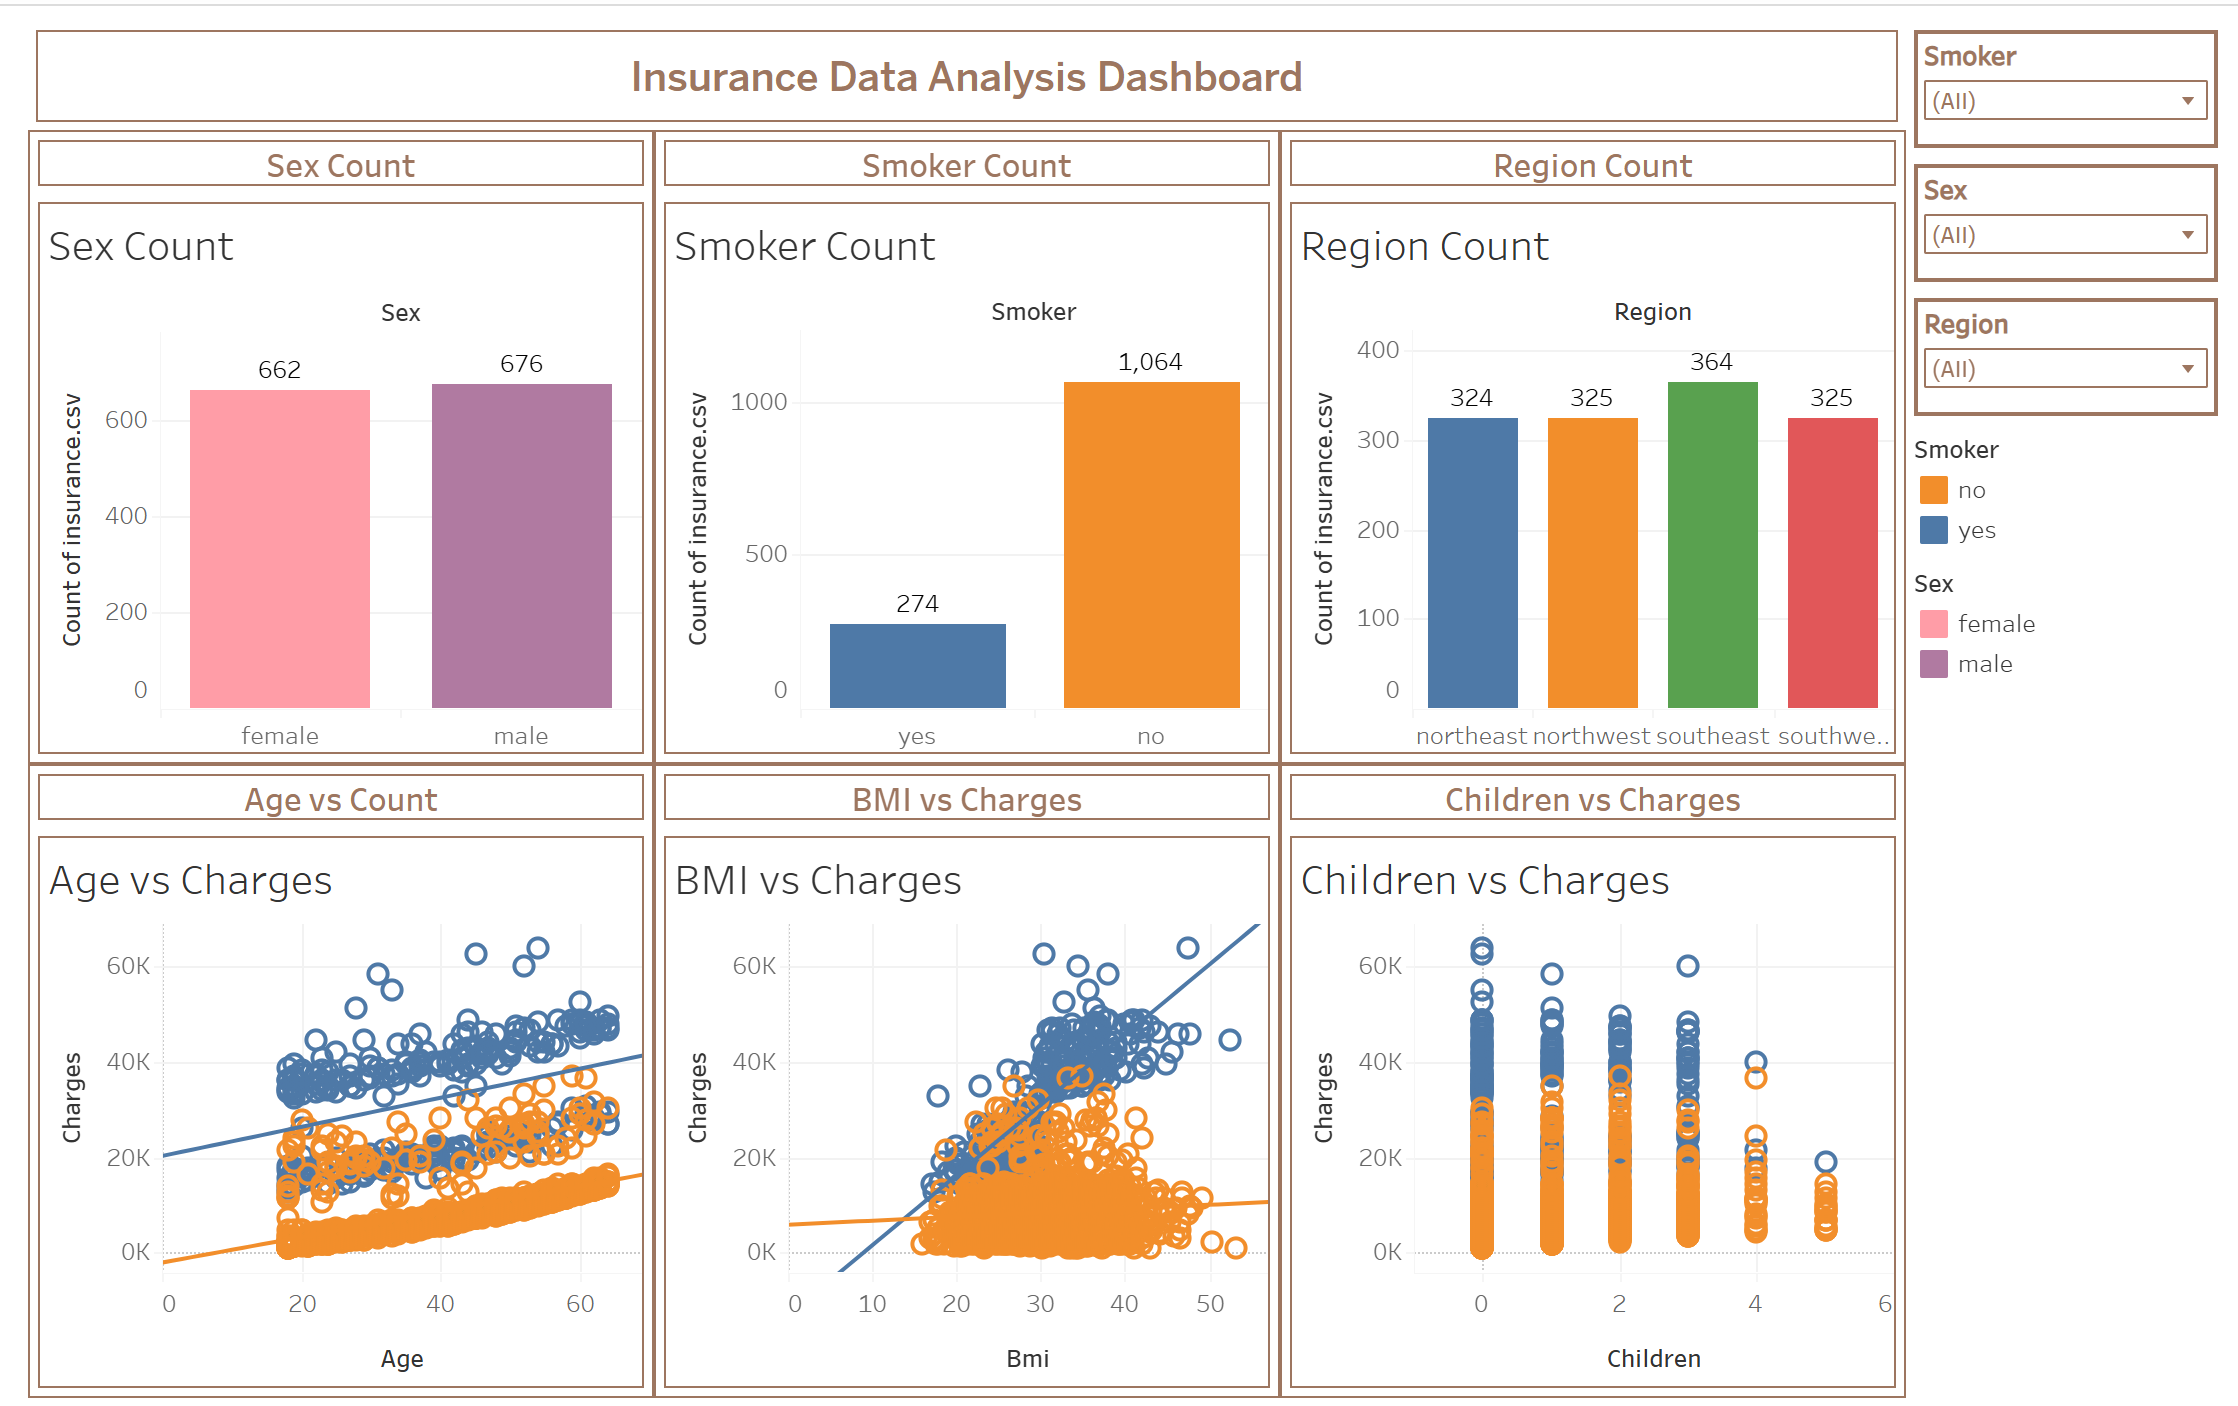 Insurance Data Analysis Dashboard
Smoker
(All)
Sex
(All)
Region
(All)
Smoker
no
yes
Sex
female
male
Sex Count
Sex Count
Sex
Count of insurance.csv
600
400
200
0
662
676
female
male
Smoker Count
Smoker Count
Smoker
Count of insurance.csv
1000
500
0
274
1,064
yes
no
Region Count
Region Count
Region
Count of insurance.csv
400
300
200
100
0
324
325
364
325
northeast northwest southeast southwe..
Age vs Count
Age vs Charges
Charges
60K
40K
20K
0K
0 20 40 60
Age
BMI vs Charges
BMI vs Charges
Charges
60K
40K
20K
0K
0 10 20 30 40 50
Bmi
Children vs Charges
Children vs Charges
Charges
60K
40K
20K
0K
0 2 4 6
Children